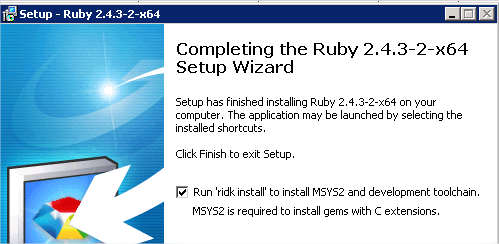 Setup - Ruby 2.4.3-2-x64
Completing the Ruby 2.4.3-2-x64
Setup Wizard
Setup has finished installing Ruby 2.4.3-2-x64 on your
computer. The application may be launched by selecting the
installed shortcuts.
Click Finish to exit Setup.
Run 'ridk install' to install MSYS2 and development toolchain.
MSYS2 is required to install gems with C extensions.